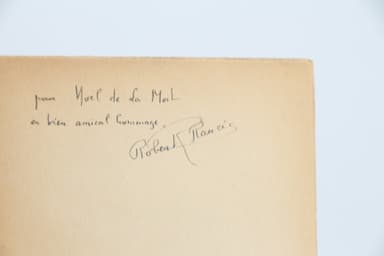 pour Noël de la Mort
en bien amical hommage
Robert Francis